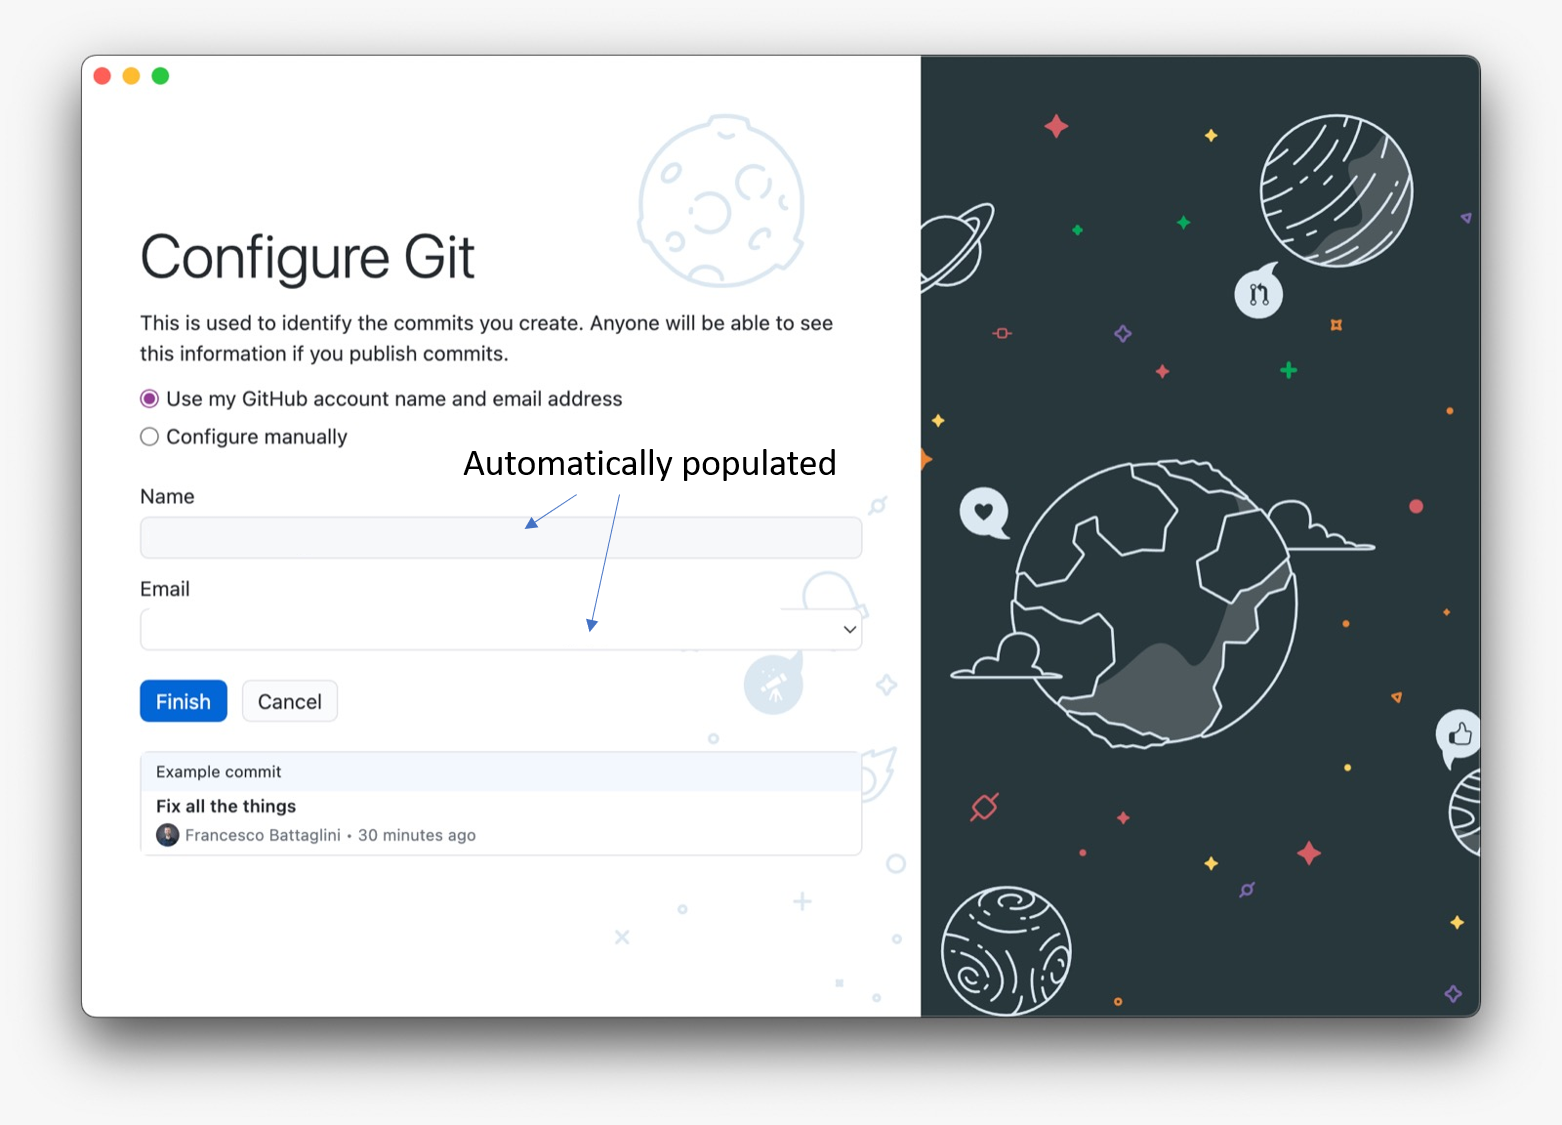 Configure Git
This is used to identify the commits you create. Anyone will be able to see
this information if you publish commits.
Use my GitHub account name and email address
Configure manually
Automatically populated
Name
Email
Finish Cancel
Example commit
Fix all the things
Francesco Battaglini • 30 minutes ago